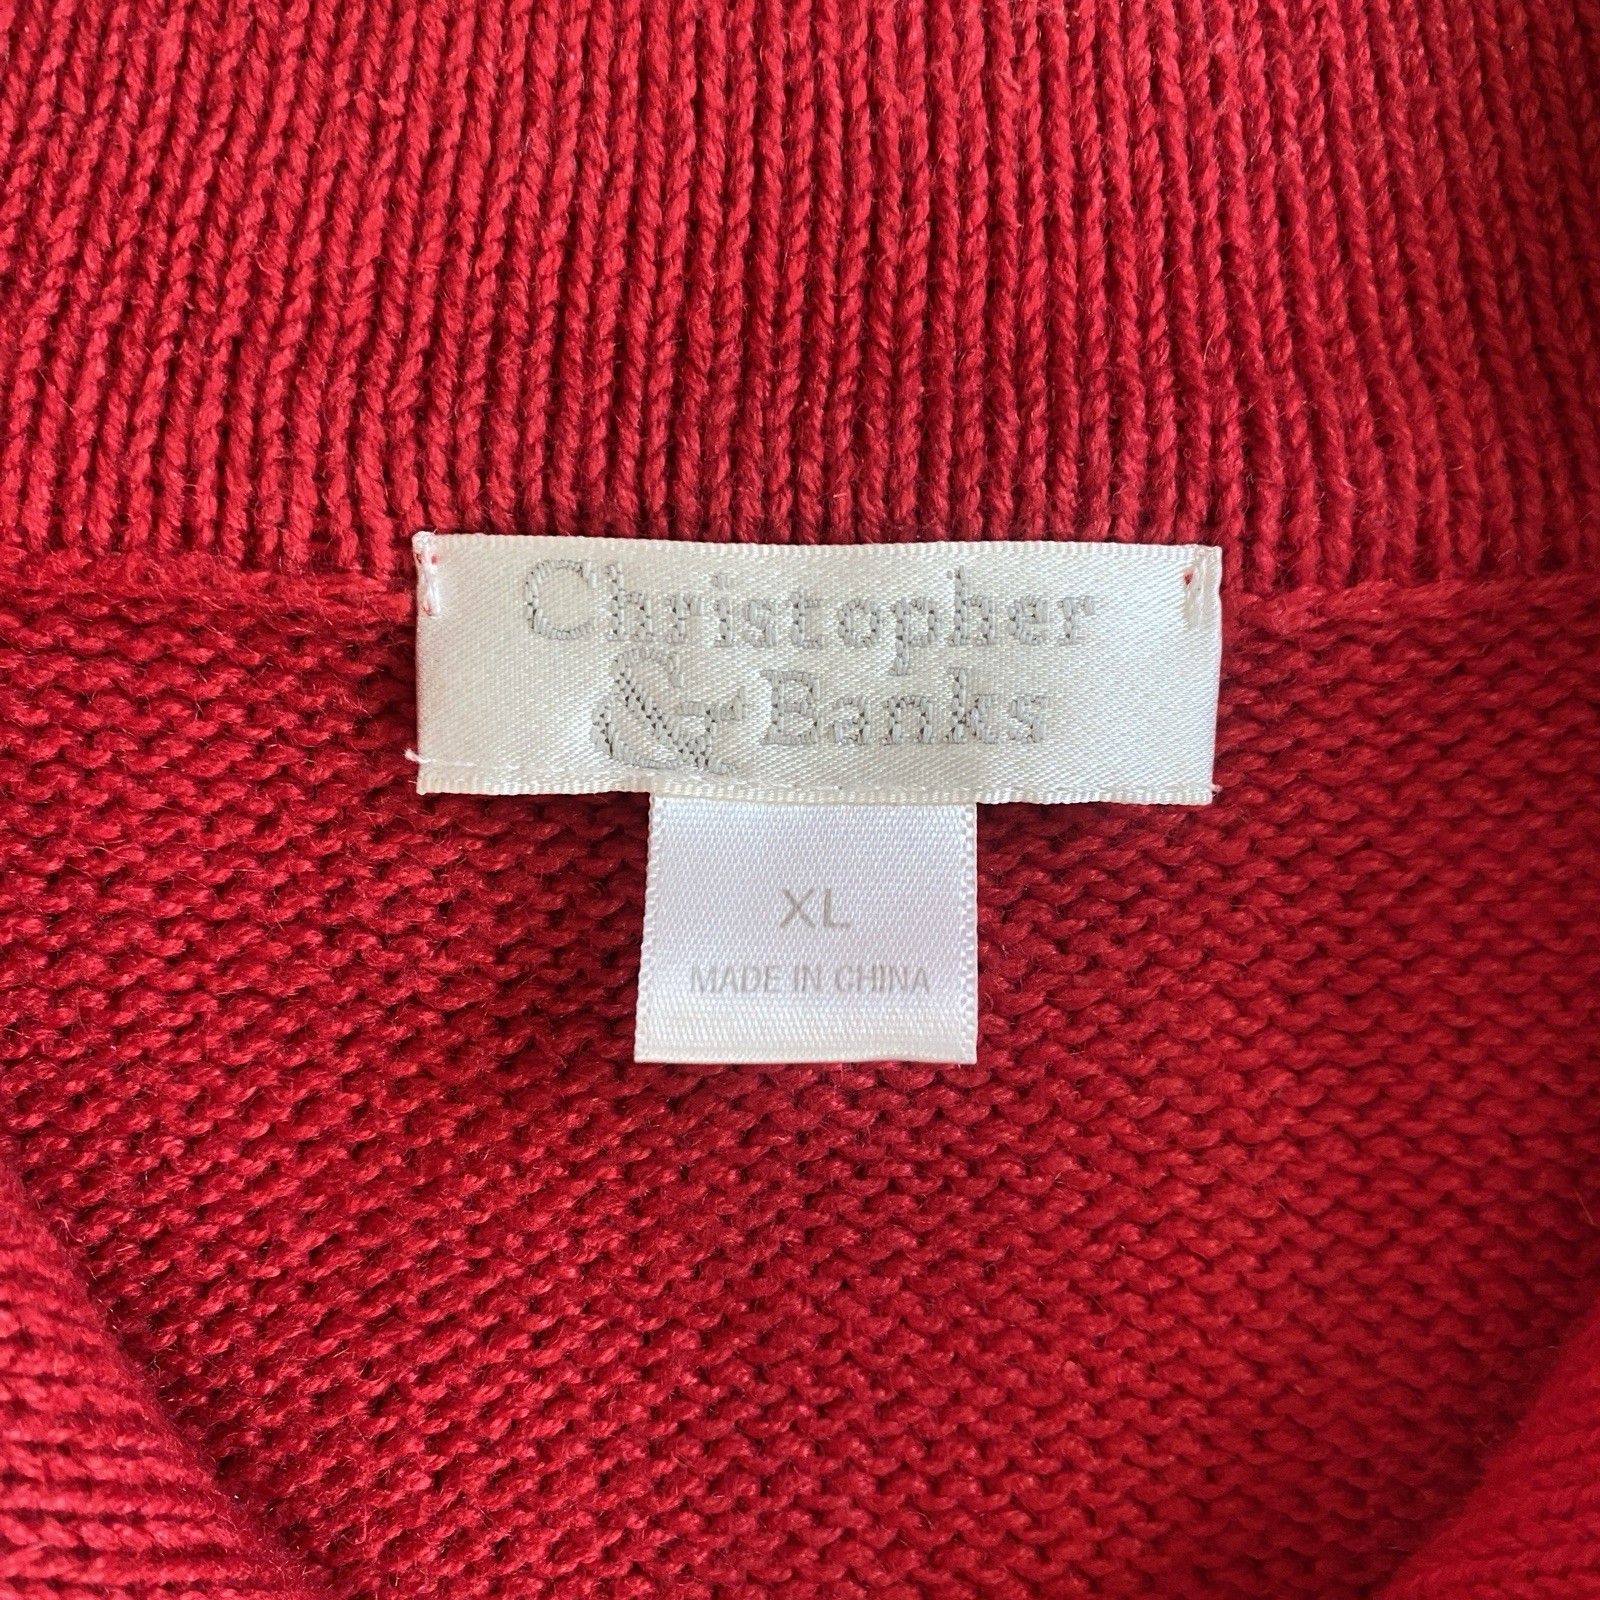 Christopher
& Banks
XL
MADE IN CHINA